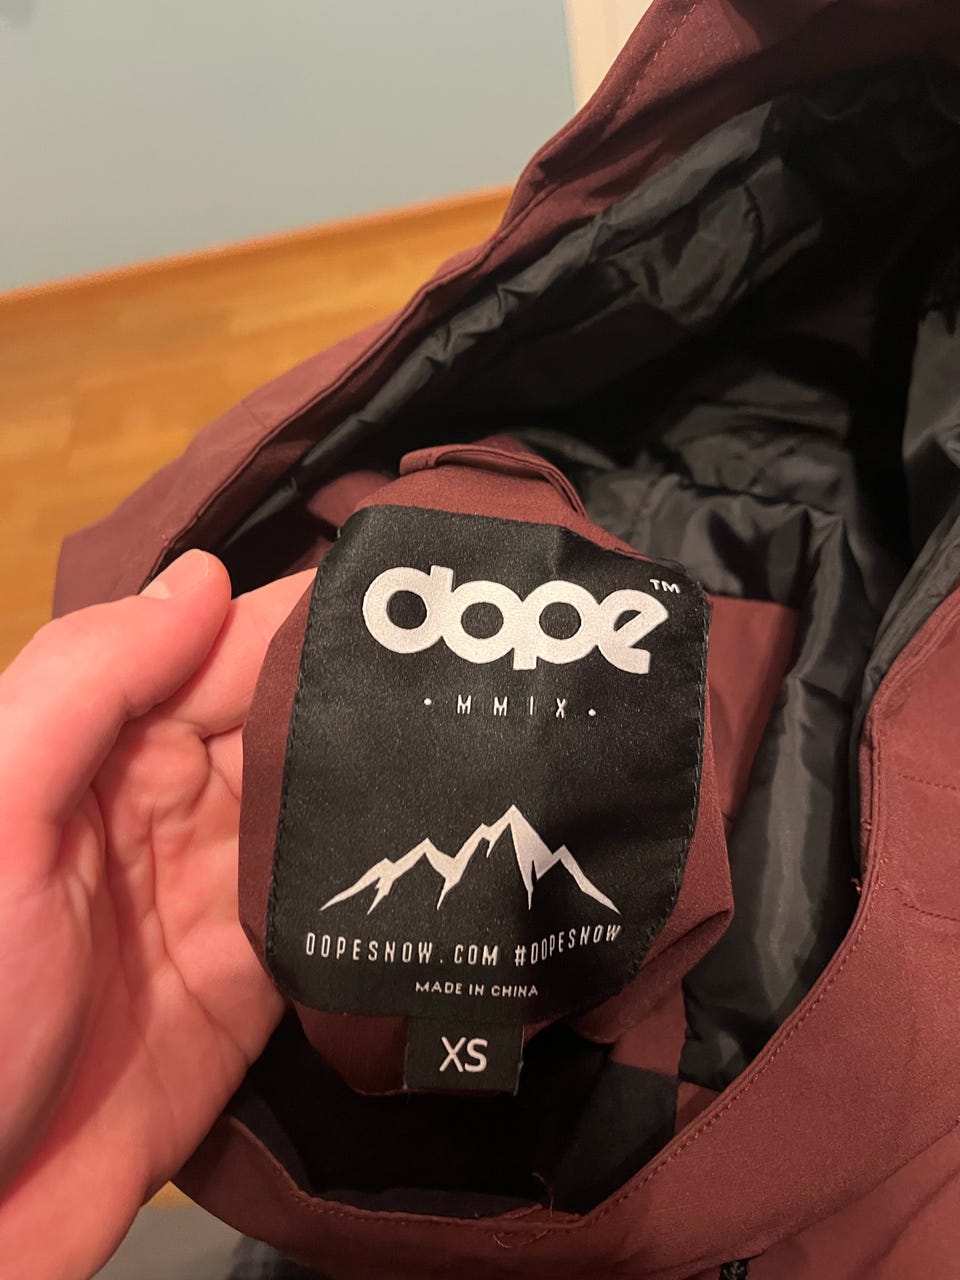 dope™
• MMIX •
DOPESNOW.COM #DOPESNOW
MADE IN CHINA
XS